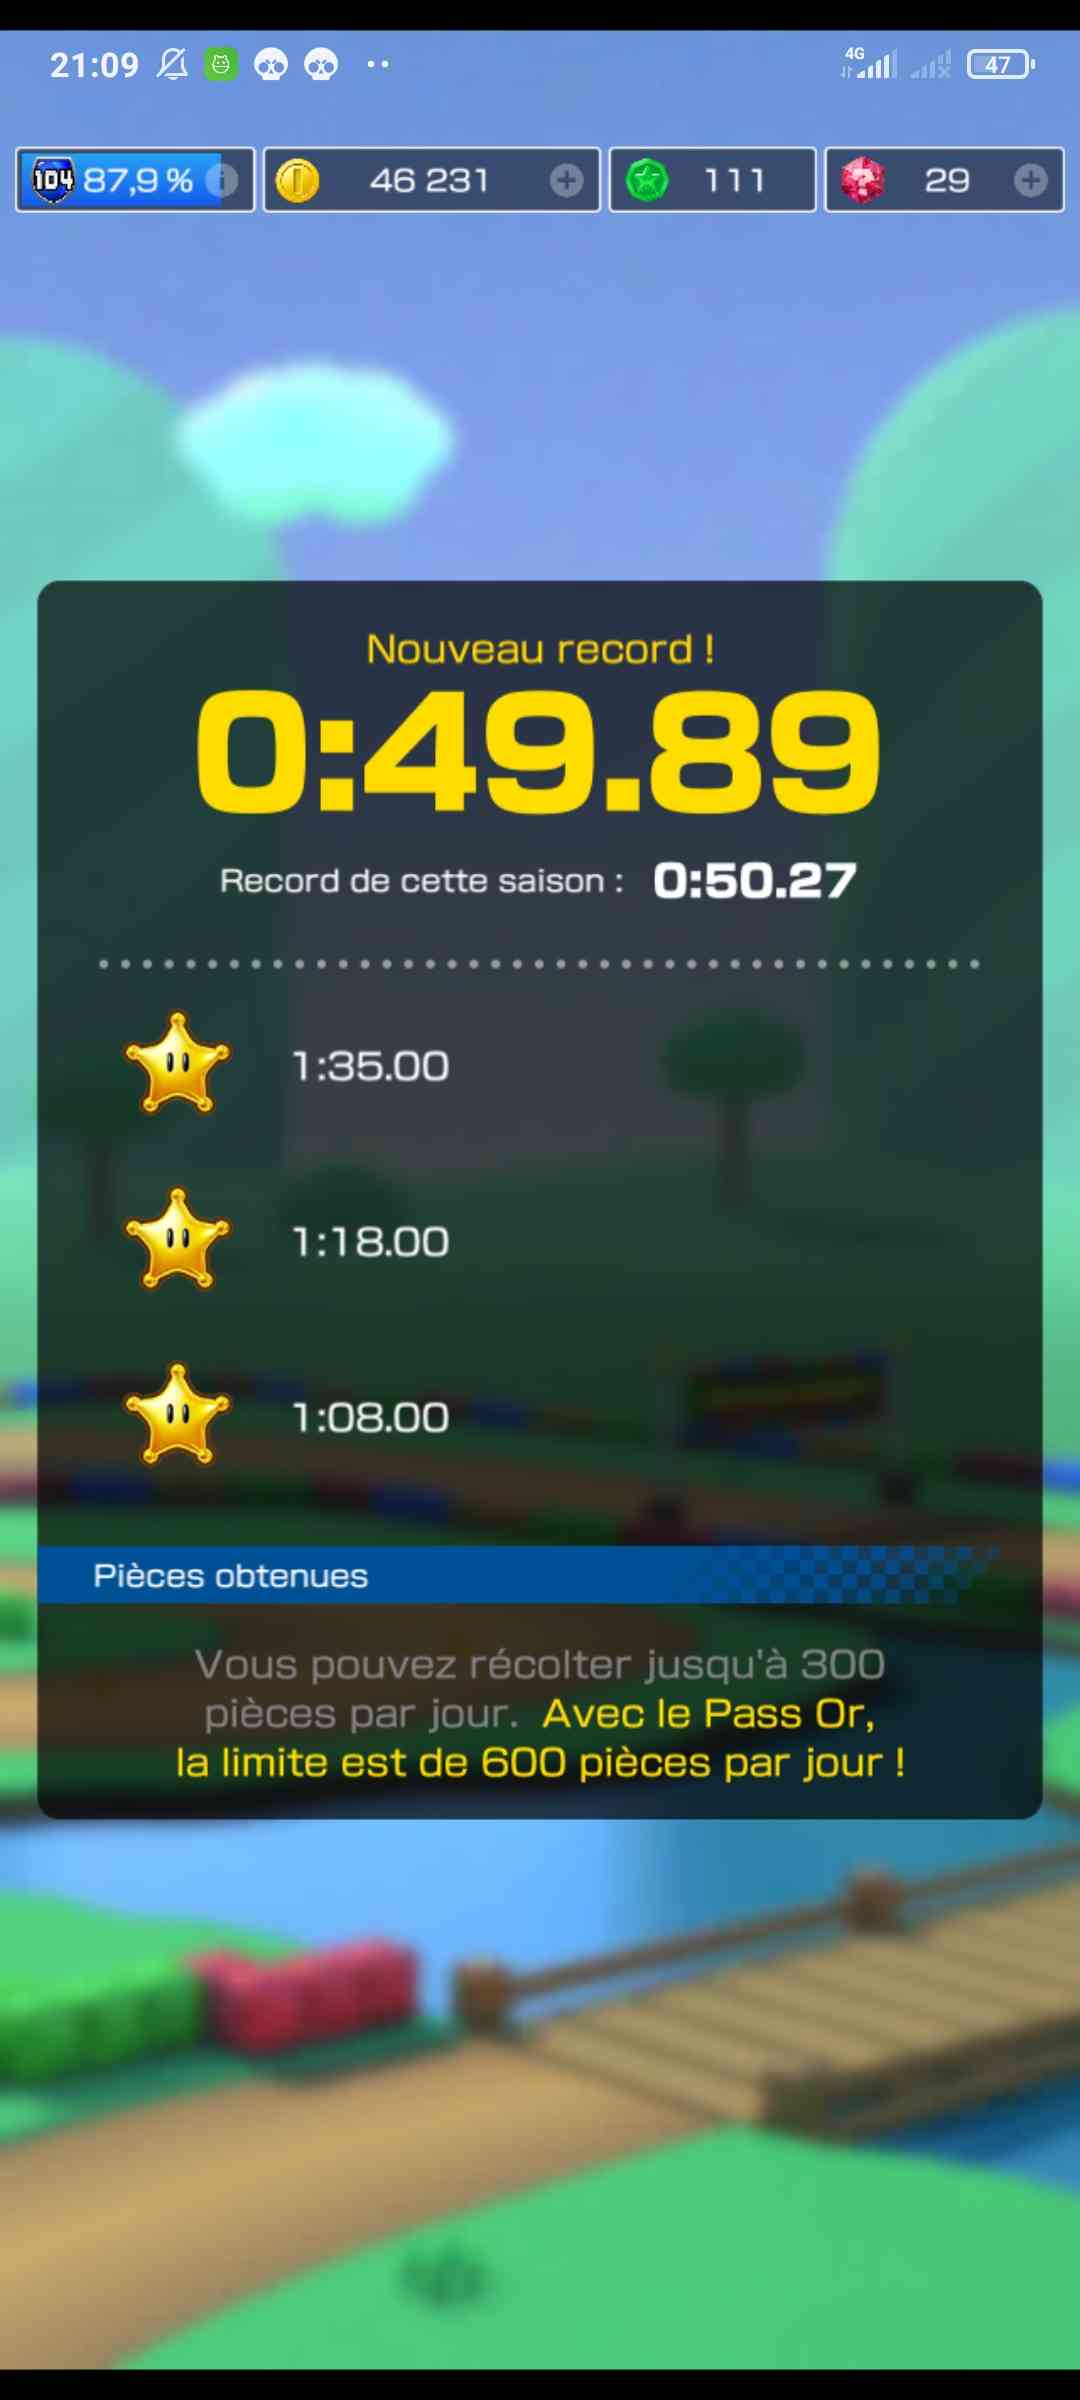 21:09 4G 47
104 87,9 % 46 231 111 29
Nouveau record !
0:49.89
Record de cette saison : 0:50.27
1:35.00
1:18.00
1:08.00
Pièces obtenues
Vous pouvez récolter jusqu'à 300
pièces par jour. Avec le Pass Or,
la limite est de 600 pièces par jour !